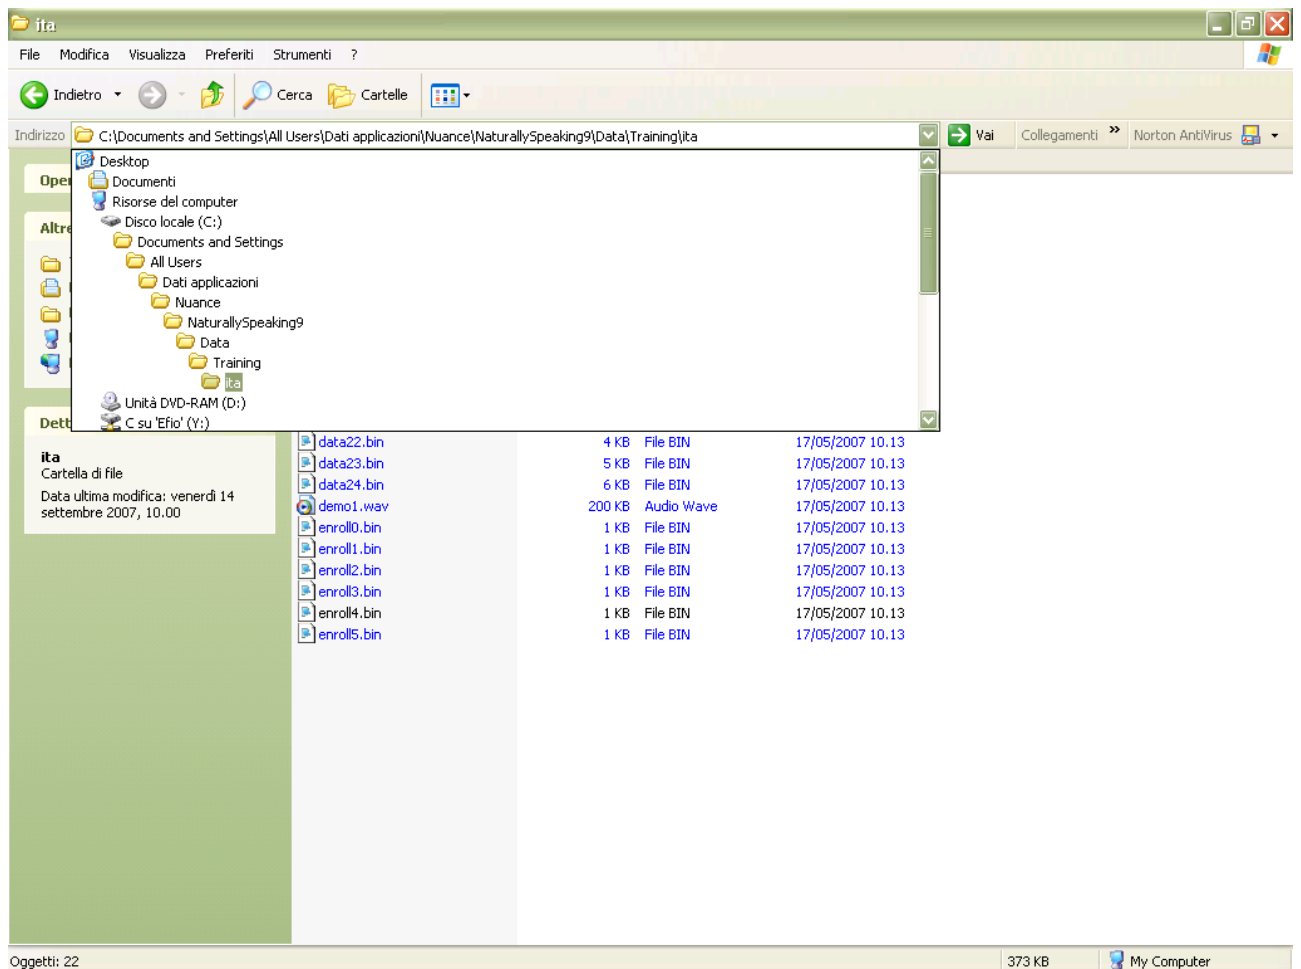 ita
File Modifica Visualizza Preferiti Strumenti ?
Indietro Cerca Cartelle
Indirizzo C:\Documents and Settings\All Users\Dati applicazioni\Nuance\NaturallySpeaking9\Data\Training\ita Vai Collegamenti » Norton AntiVirus
Desktop
Documenti
Risorse del computer
Disco locale (C:)
Documents and Settings
All Users
Dati applicazioni
Nuance
NaturallySpeaking9
Data
Training
ita
Unità DVD-RAM (D:)
C su 'Efio' (Y:)
Oper
Altre
Dett
ita
Cartella di file
Data ultima modifica: venerdì 14
settembre 2007, 10.00
data22.bin 4 KB File BIN 17/05/2007 10.13
data23.bin 5 KB File BIN 17/05/2007 10.13
data24.bin 6 KB File BIN 17/05/2007 10.13
demo1.wav 200 KB Audio Wave 17/05/2007 10.13
enroll0.bin 1 KB File BIN 17/05/2007 10.13
enroll1.bin 1 KB File BIN 17/05/2007 10.13
enroll2.bin 1 KB File BIN 17/05/2007 10.13
enroll3.bin 1 KB File BIN 17/05/2007 10.13
enroll4.bin 1 KB File BIN 17/05/2007 10.13
enroll5.bin 1 KB File BIN 17/05/2007 10.13
Oggetti: 22 373 KB My Computer